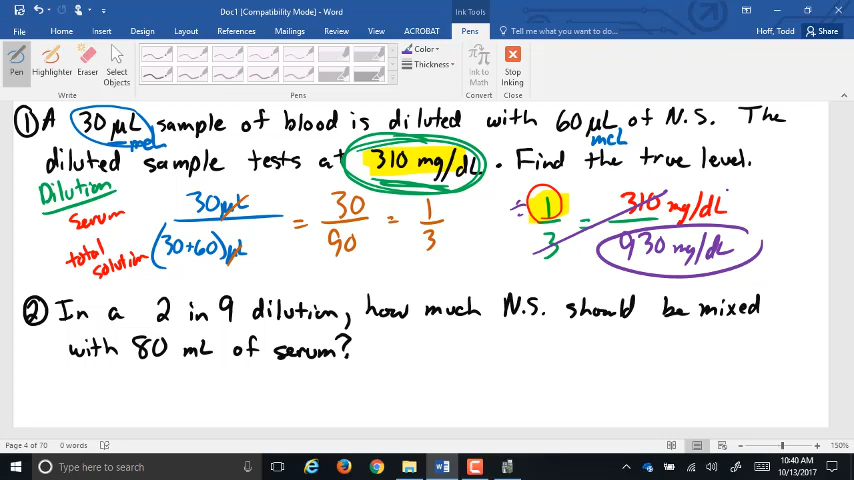 Doc1 [Compatibility Mode] - Word
Ink Tools
Hoff, Todd
File Home Insert Design Layout References Mailings Review View ACROBAT Pens Tell me what you want to do... Share
Pen Highlighter Eraser Select Objects
Color
Thickness
Ink to Math
Stop Inking
Write Pens Convert Close
① A 30 µL sample of blood is diluted with 60 µL of N.S. The
mcL mcL
diluted sample tests at 310 mg/dL. Find the true level.
Dilution
serum 30µL = 30 = 1 ÷ 1 = 310 mg/dL
total solution (30+60)µL 90 3 3 930 mg/dL
② In a 2 in 9 dilution, how much N.S. should be mixed
with 80 mL of serum?
Page 4 of 70 0 words 150%
Type here to search
10:40 AM
10/13/2017